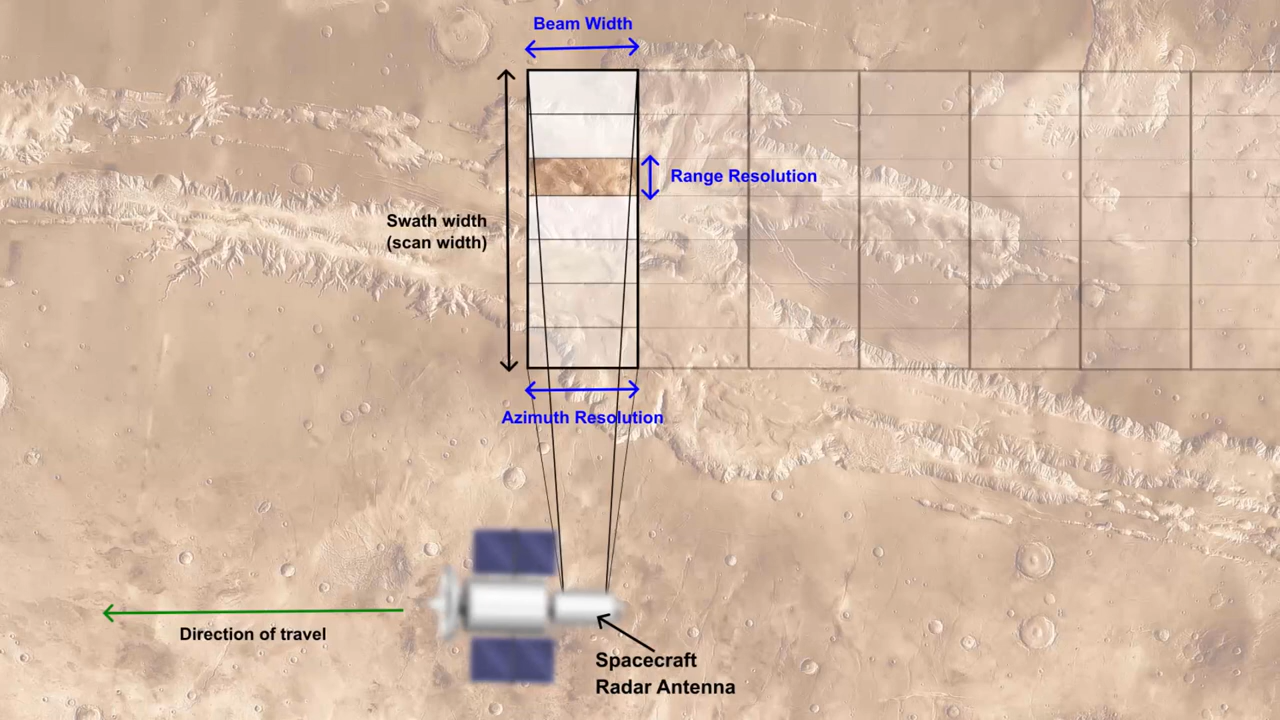 Beam Width
Range Resolution
Swath width
(scan width)
Azimuth Resolution
Direction of travel
Spacecraft
Radar Antenna